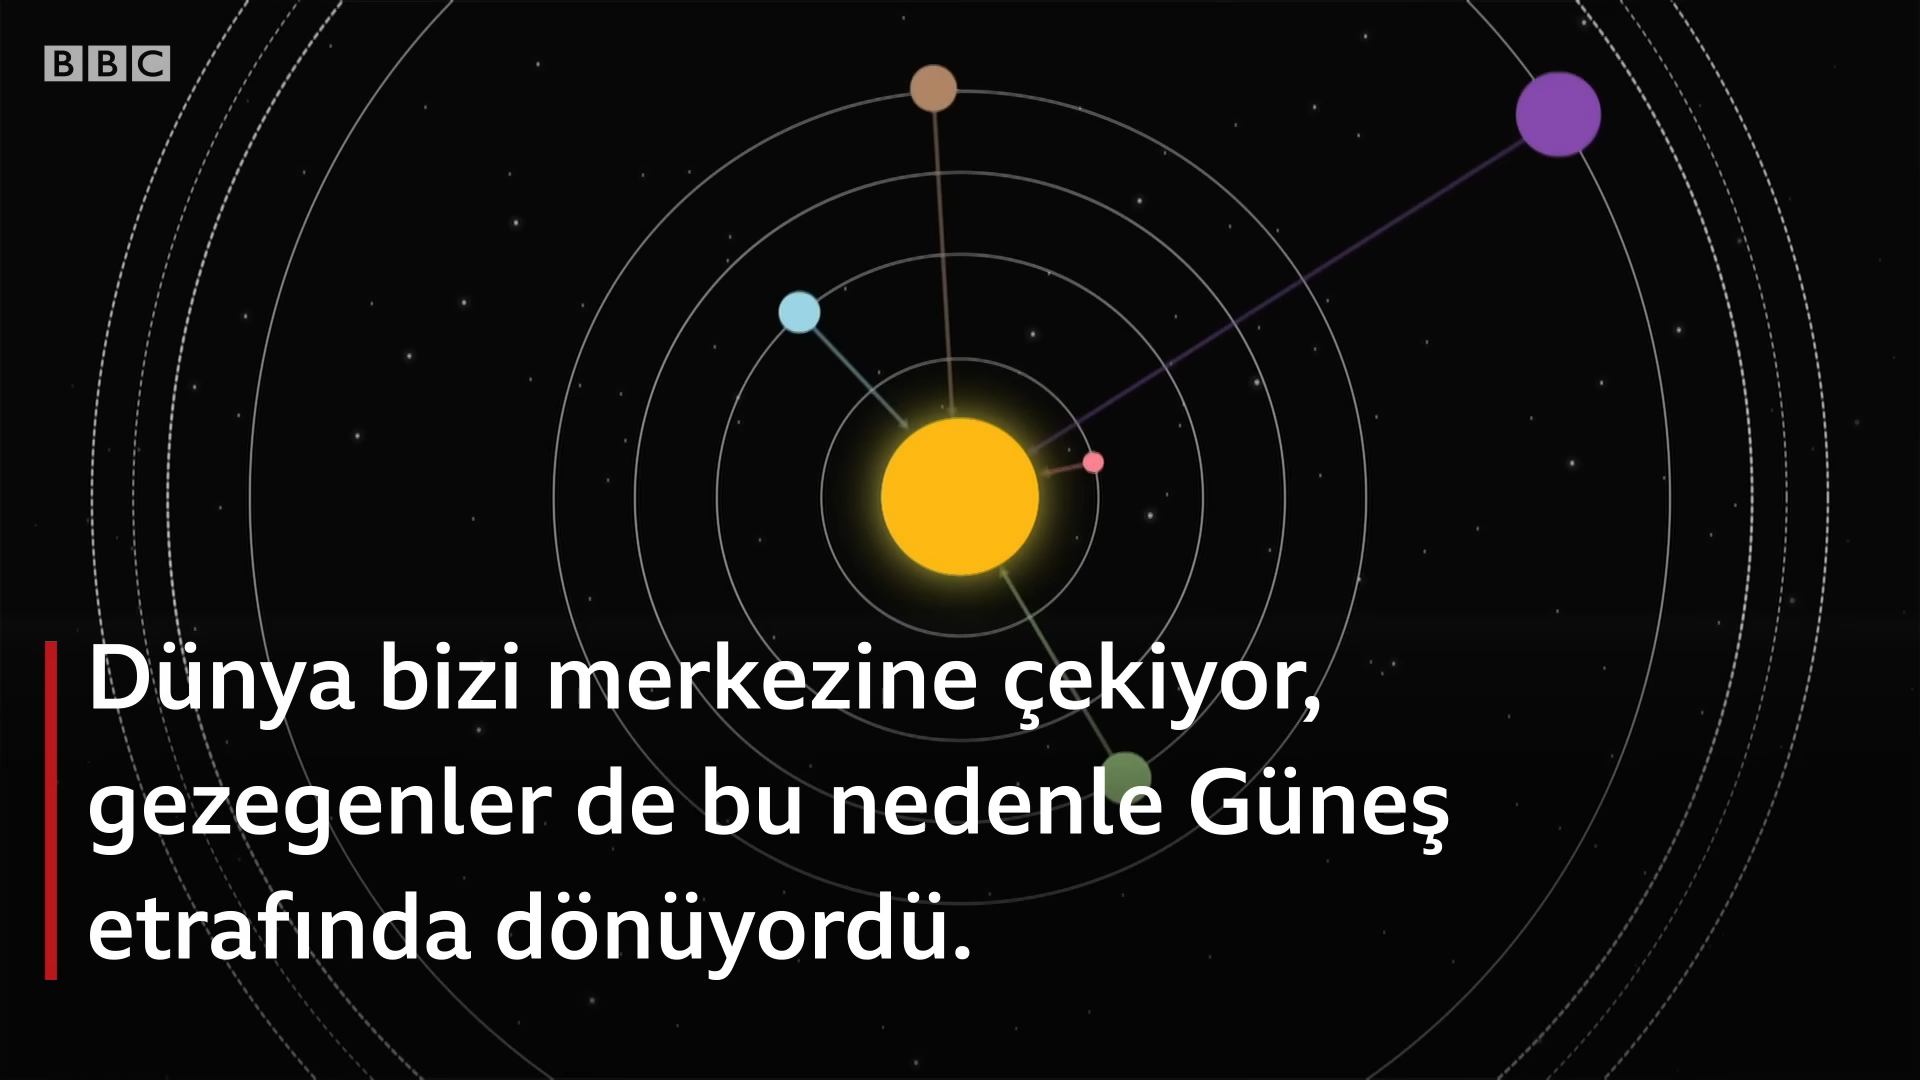 BBC
Dünya bizi merkezine çekiyor,
gezegenler de bu nedenle Güneş
etrafında dönüyordü.